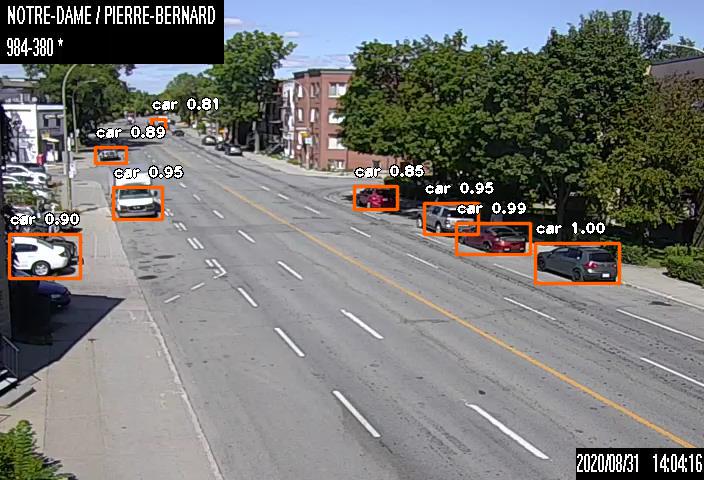 NOTRE-DAME / PIERRE-BERNARD
984-380 *
car 0.81
car 0.89
car 0.95
car 0.85
car 0.95
car 0.99
car 0.90
car 1.00
2020/08/31 14:04:16